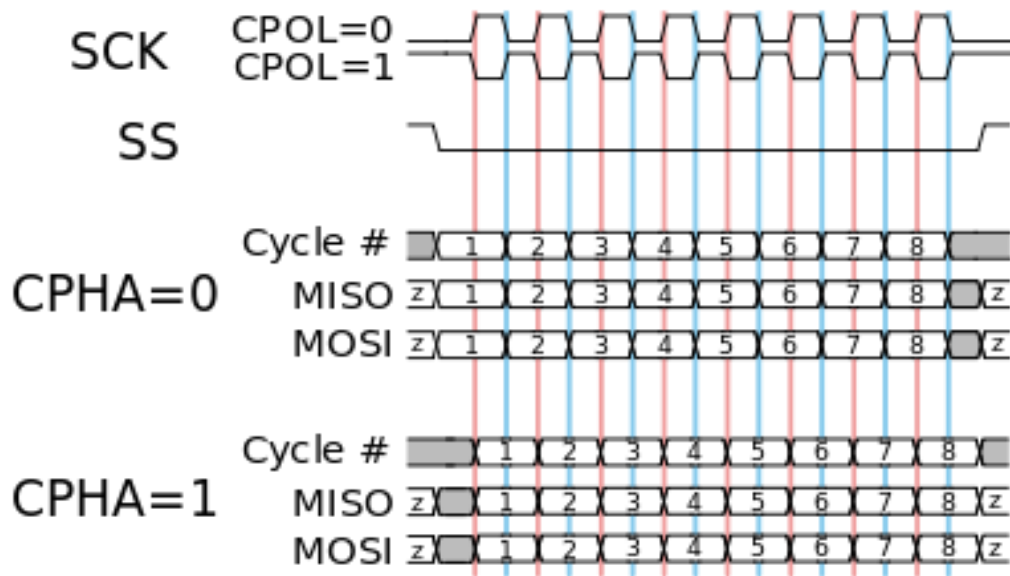 SCK CPOL=0
CPOL=1
SS
Cycle # 1 2 3 4 5 6 7 8
CPHA=0 MISO z 1 2 3 4 5 6 7 8 z
MOSI z 1 2 3 4 5 6 7 8 z
Cycle # 1 2 3 4 5 6 7 8
CPHA=1 MISO z 1 2 3 4 5 6 7 8 z
MOSI z 1 2 3 4 5 6 7 8 z